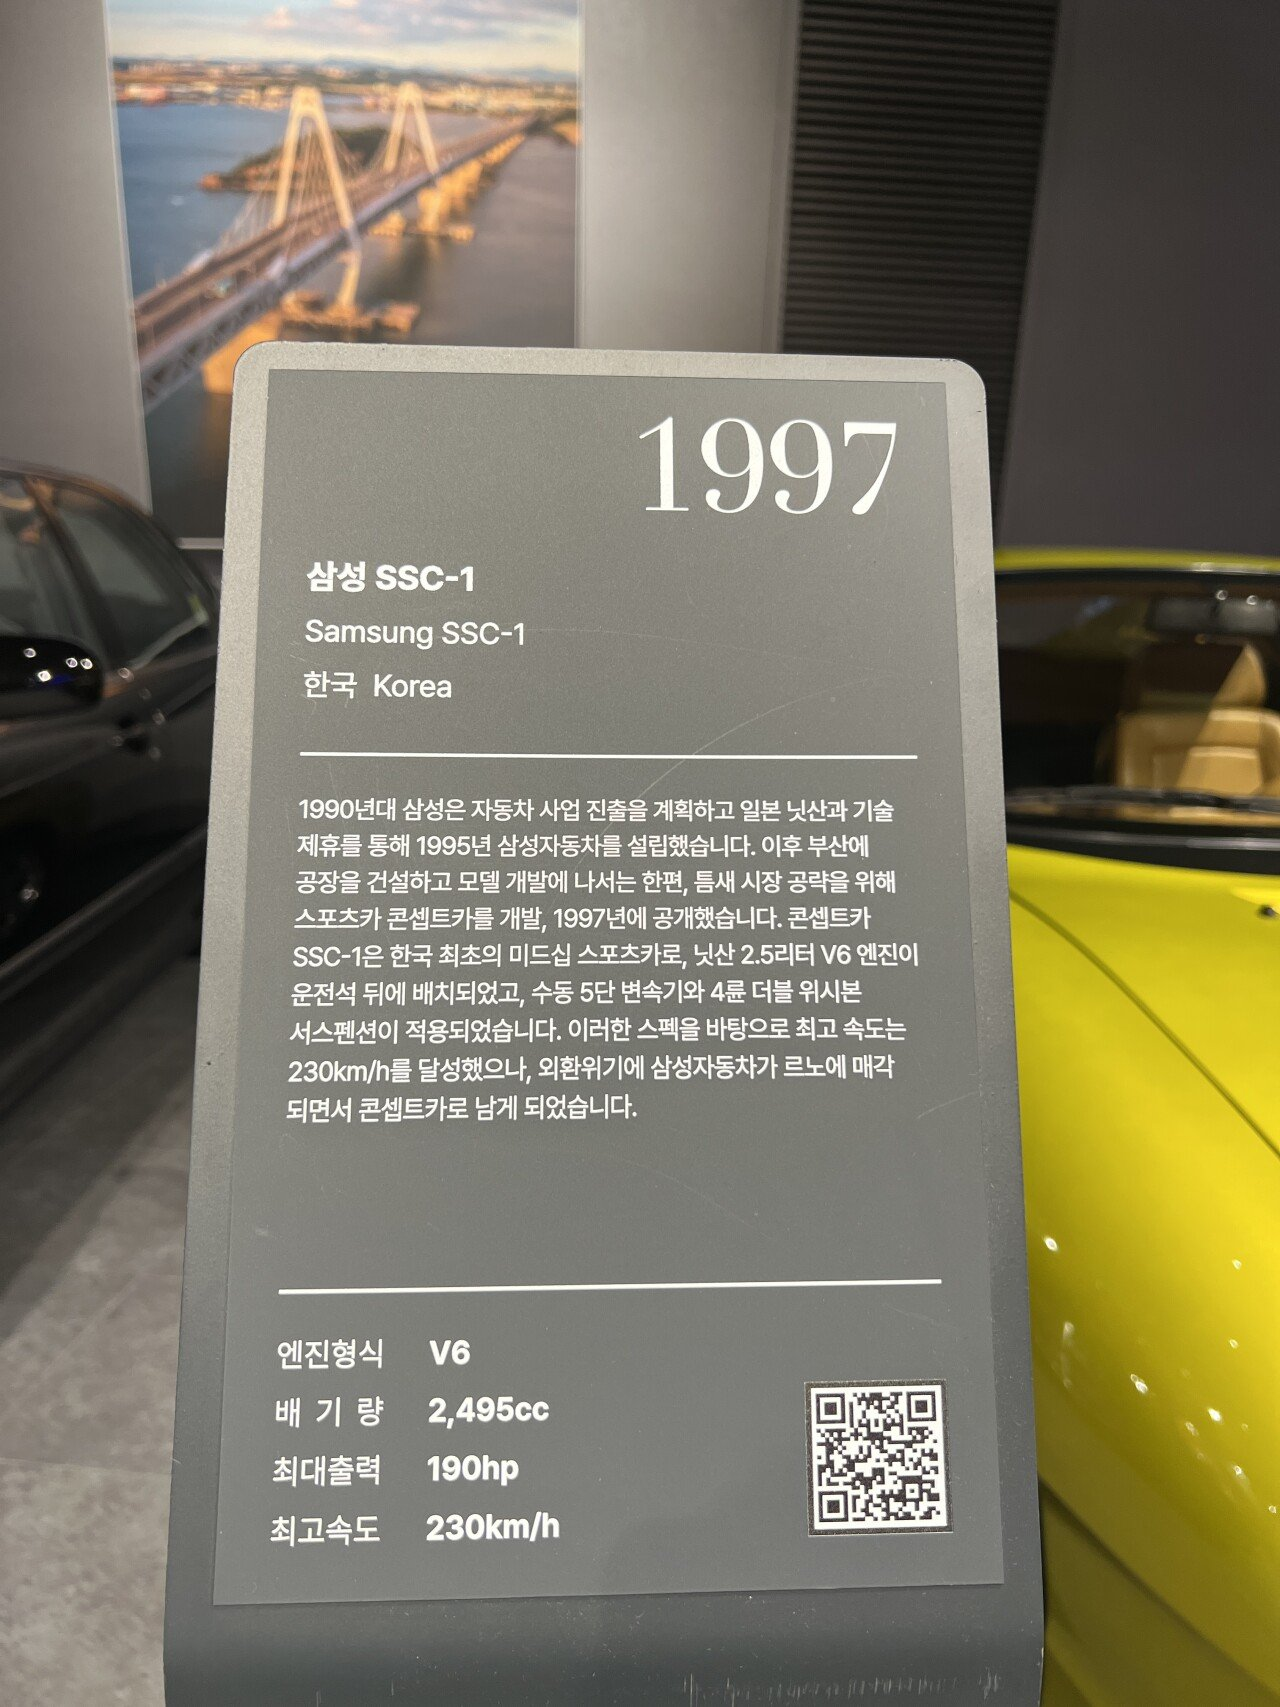 1997
삼성 SSC-1
Samsung SSC-1
한국 Korea
1990년대 삼성은 자동차 사업 진출을 계획하고 일본 닛산과 기술
제휴를 통해 1995년 삼성자동차를 설립했습니다. 이후 부산에
공장을 건설하고 모델 개발에 나서는 한편, 틈새 시장 공략을 위해
스포츠카 콘셉트카를 개발, 1997년에 공개했습니다. 콘셉트카
SSC-1은 한국 최초의 미드십 스포츠카로, 닛산 2.5리터 V6 엔진이
운전석 뒤에 배치되었고, 수동 5단 변속기와 4륜 더블 위시본
서스펜션이 적용되었습니다. 이러한 스펙을 바탕으로 최고 속도는
230km/h를 달성했으나, 외환위기에 삼성자동차가 르노에 매각
되면서 콘셉트카로 남게 되었습니다.
엔진형식 V6
배 기 량 2,495cc
최대출력 190hp
최고속도 230km/h